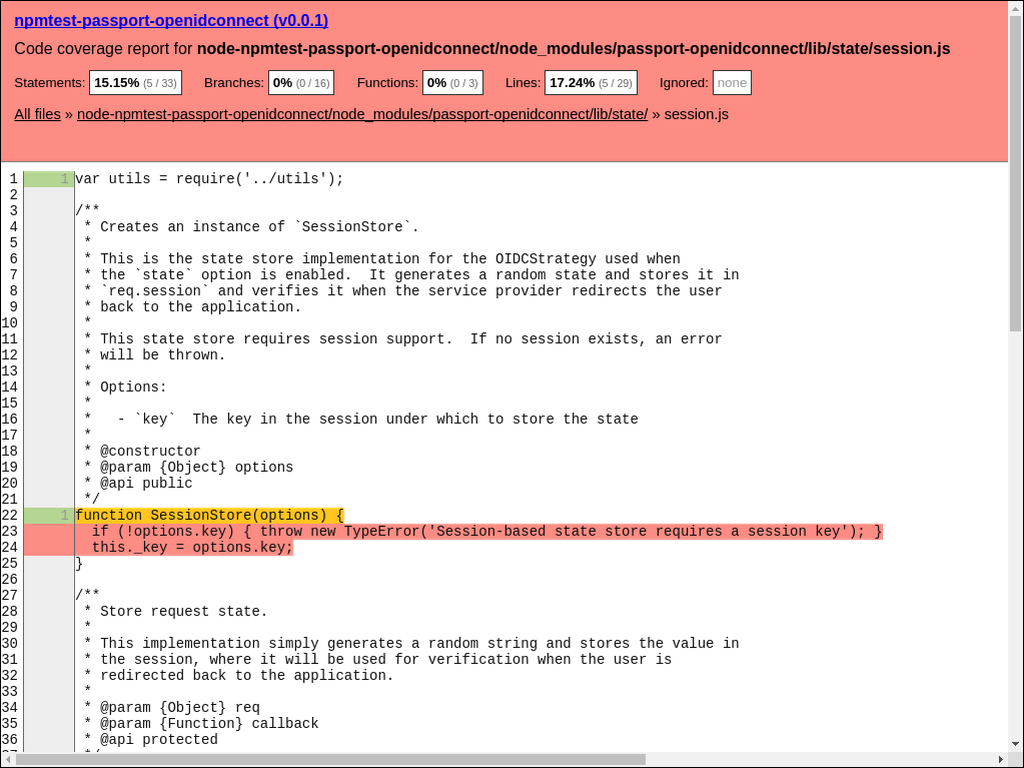 npmtest-passport-openidconnect (v0.0.1)
Code coverage report for node-npmtest-passport-openidconnect/node_modules/passport-openidconnect/lib/state/session.js
Statements: 15.15% (5 / 33) Branches: 0% (0 / 16) Functions: 0% (0 / 3) Lines: 17.24% (5 / 29) Ignored: none
All files » node-npmtest-passport-openidconnect/node_modules/passport-openidconnect/lib/state/ » session.js
1 1 var utils = require('../utils');
2
3 /**
4 * Creates an instance of `SessionStore`.
5 *
6 * This is the state store implementation for the OIDCStrategy used when
7 * the `state` option is enabled.  It generates a random state and stores it in
8 * `req.session` and verifies it when the service provider redirects the user
9 * back to the application.
10 *
11 * This state store requires session support.  If no session exists, an error
12 * will be thrown.
13 *
14 * Options:
15 *
16 *   - `key`  The key in the session under which to store the state
17 *
18 * @constructor
19 * @param {Object} options
20 * @api public
21 */
22 1 function SessionStore(options) {
23   if (!options.key) { throw new TypeError('Session-based state store requires a session key'); }
24   this._key = options.key;
25 }
26
27 /**
28 * Store request state.
29 *
30 * This implementation simply generates a random string and stores the value in
31 * the session, where it will be used for verification when the user is
32 * redirected back to the application.
33 *
34 * @param {Object} req
35 * @param {Function} callback
36 * @api protected